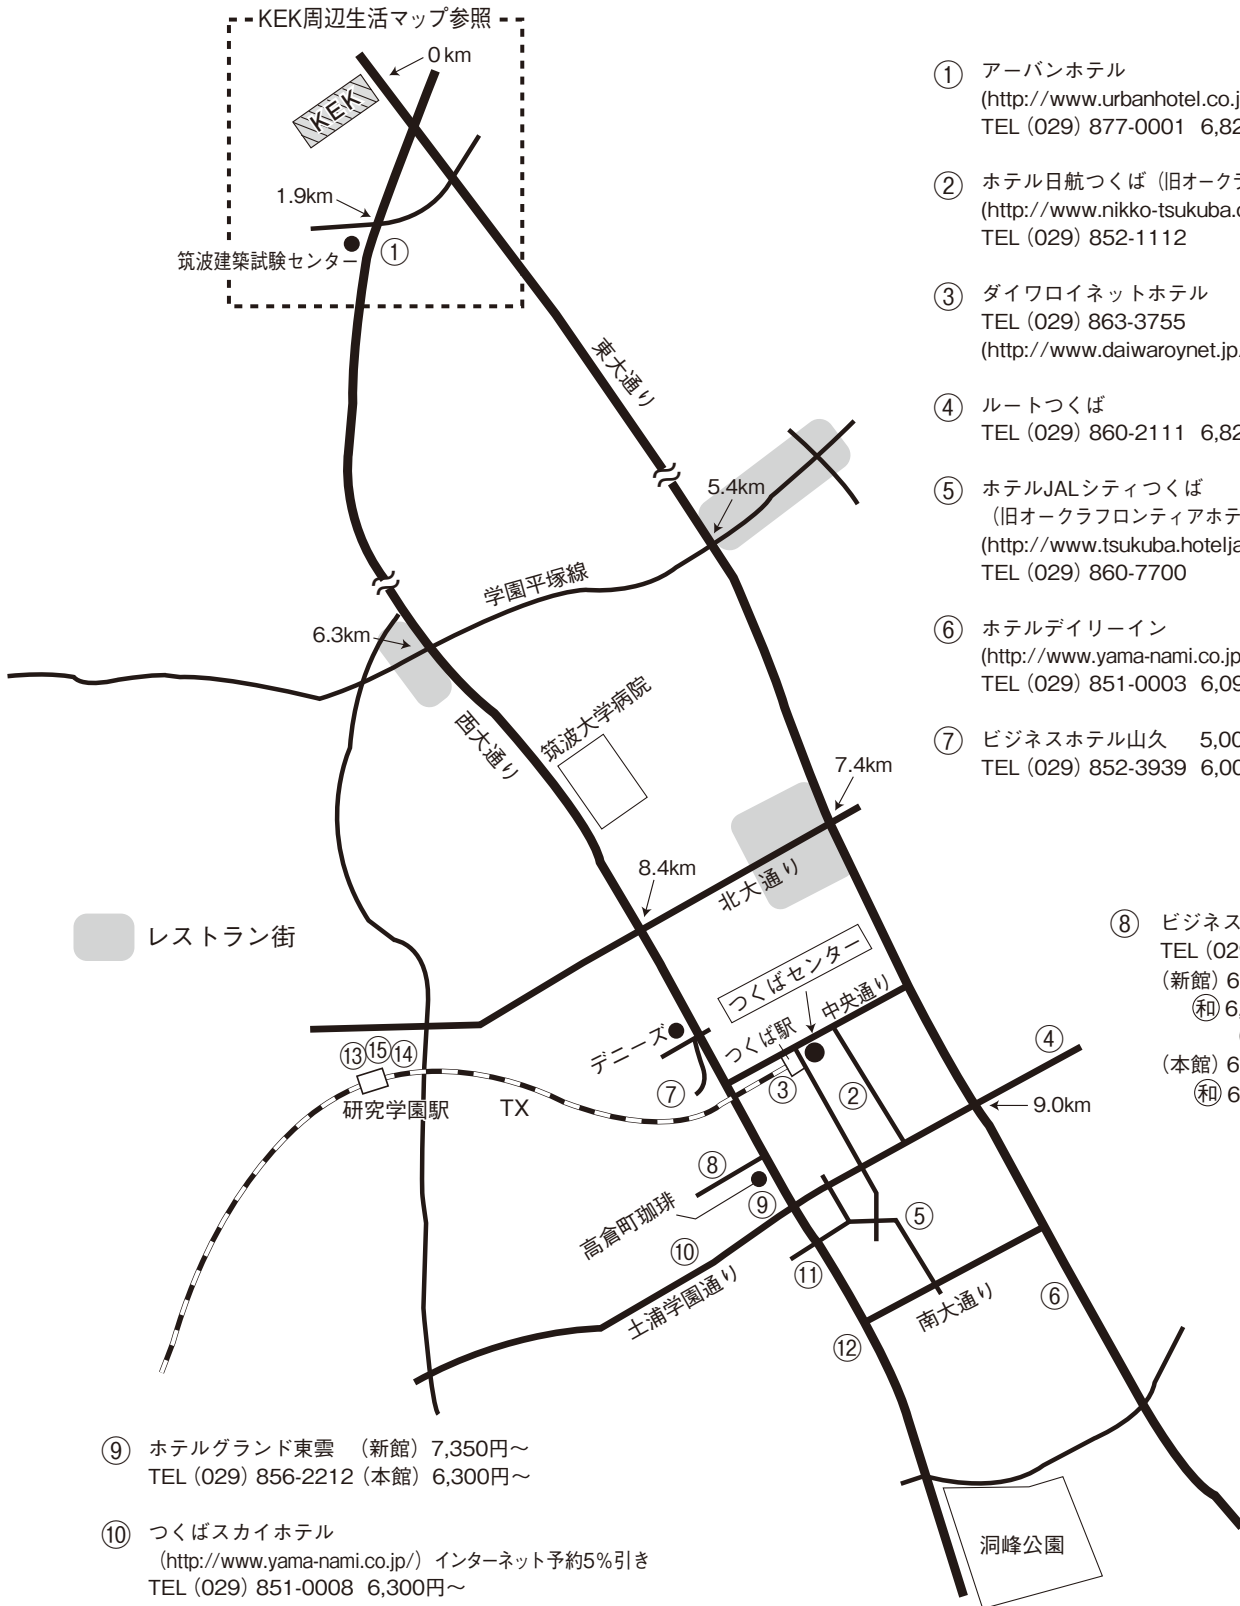 KEK周辺生活マップ参照
0km
KEK
1.9km
筑波建築試験センター
①
東大通り
5.4km
学園平塚線
6.3km
西大通り
筑波大学病院
7.4km
8.4km
北大通り
レストラン街
つくばセンター
中央通り
つくば駅
デニーズ
④
⑬⑮⑭
⑦
③
②
研究学園駅
TX
9.0km
⑧
⑨
高倉町珈琲
⑤
⑩
⑪
土浦学園通り
⑥
南大通り
⑫
洞峰公園
① アーバンホテル
(http://www.urbanhotel.co.j
TEL (029) 877-0001 6,82
② ホテル日航つくば (旧オークラ
(http://www.nikko-tsukuba.c
TEL (029) 852-1112
③ ダイワロイネットホテル
TEL (029) 863-3755
(http://www.daiwaroynet.jp.
④ ルートつくば
TEL (029) 860-2111 6,82
⑤ ホテルJALシティつくば
(旧オークラフロンティアホテ
(http://www.tsukuba.hotelja
TEL (029) 860-7700
⑥ ホテルデイリーイン
(http://www.yama-nami.co.jp
TEL (029) 851-0003 6,09
⑦ ビジネスホテル山久 5,00
TEL (029) 852-3939 6,00
⑧ ビジネス
TEL (029
(新館) 6
㊔ 6,
(
(本館) 6
㊔ 6
⑨ ホテルグランド東雲 (新館) 7,350円～
TEL (029) 856-2212 (本館) 6,300円～
⑩ つくばスカイホテル
(http://www.yama-nami.co.jp/) インターネット予約5%引き
TEL (029) 851-0008 6,300円～